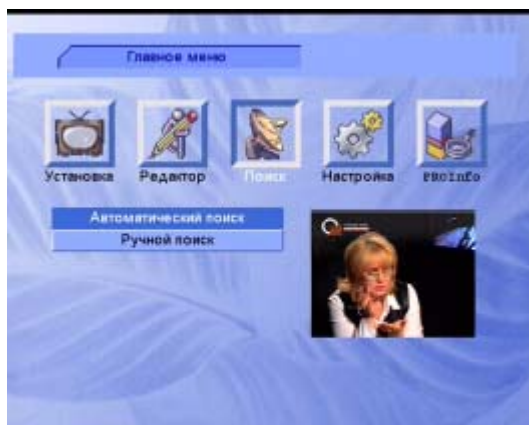 Главное меню
Установка Редактор Поиск Настройка PROinfo
Автоматический поиск
Ручной поиск